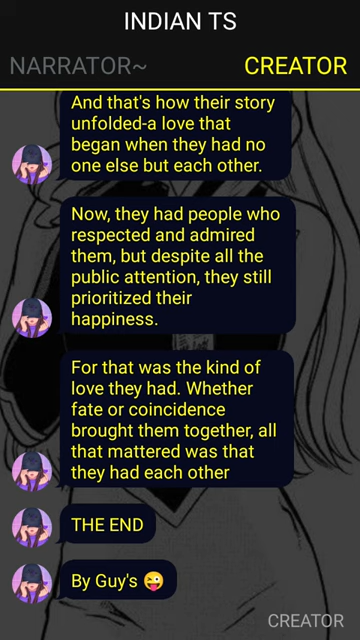 INDIAN TS
NARRATOR~ CREATOR
And that's how their story
unfolded-a love that
began when they had no
one else but each other.
Now, they had people who
respected and admired
them, but despite all the
public attention, they still
prioritized their
happiness.
For that was the kind of
love they had. Whether
fate or coincidence
brought them together, all
that mattered was that
they had each other
THE END
By Guy's 😜
CREATOR